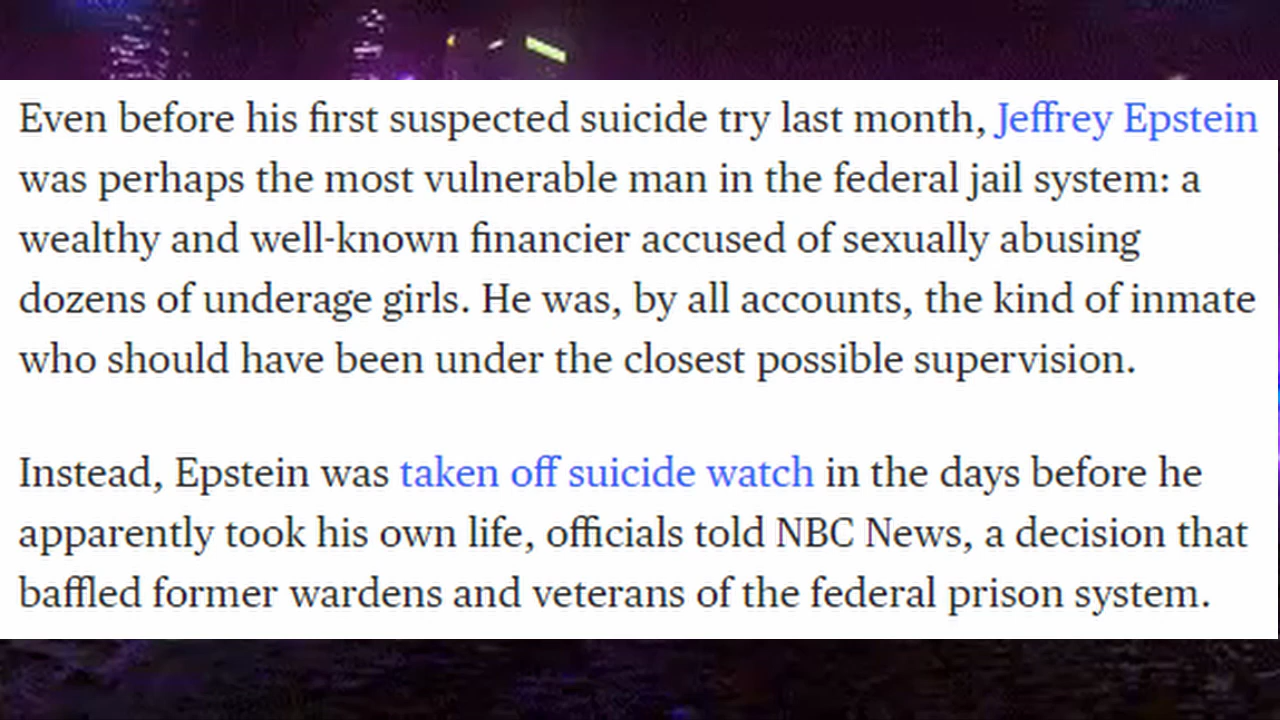 Even before his first suspected suicide try last month, Jeffrey Epstein
was perhaps the most vulnerable man in the federal jail system: a
wealthy and well-known financier accused of sexually abusing
dozens of underage girls. He was, by all accounts, the kind of inmate
who should have been under the closest possible supervision.
Instead, Epstein was taken off suicide watch in the days before he
apparently took his own life, officials told NBC News, a decision that
baffled former wardens and veterans of the federal prison system.